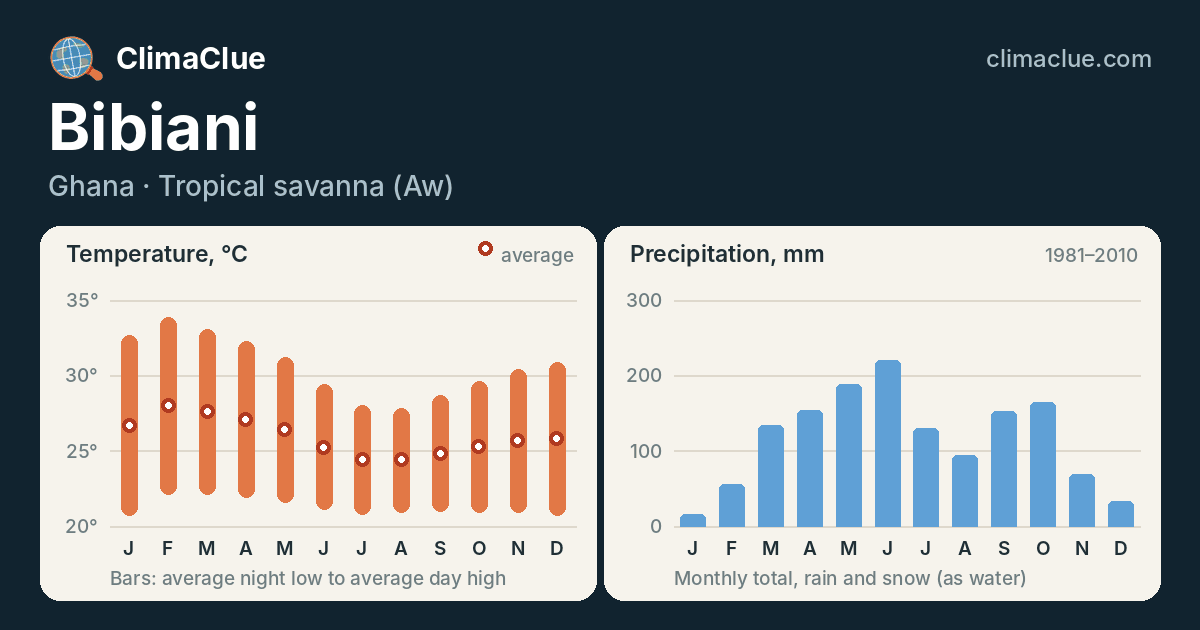 ClimaClue
climaclue.com
Bibiani
Ghana · Tropical savanna (Aw)
Temperature, °C
average
35°
30°
25°
20°
J F M A M J J A S O N D
Bars: average night low to average day high
Precipitation, mm
1981–2010
300
200
100
0
J F M A M J J A S O N D
Monthly total, rain and snow (as water)